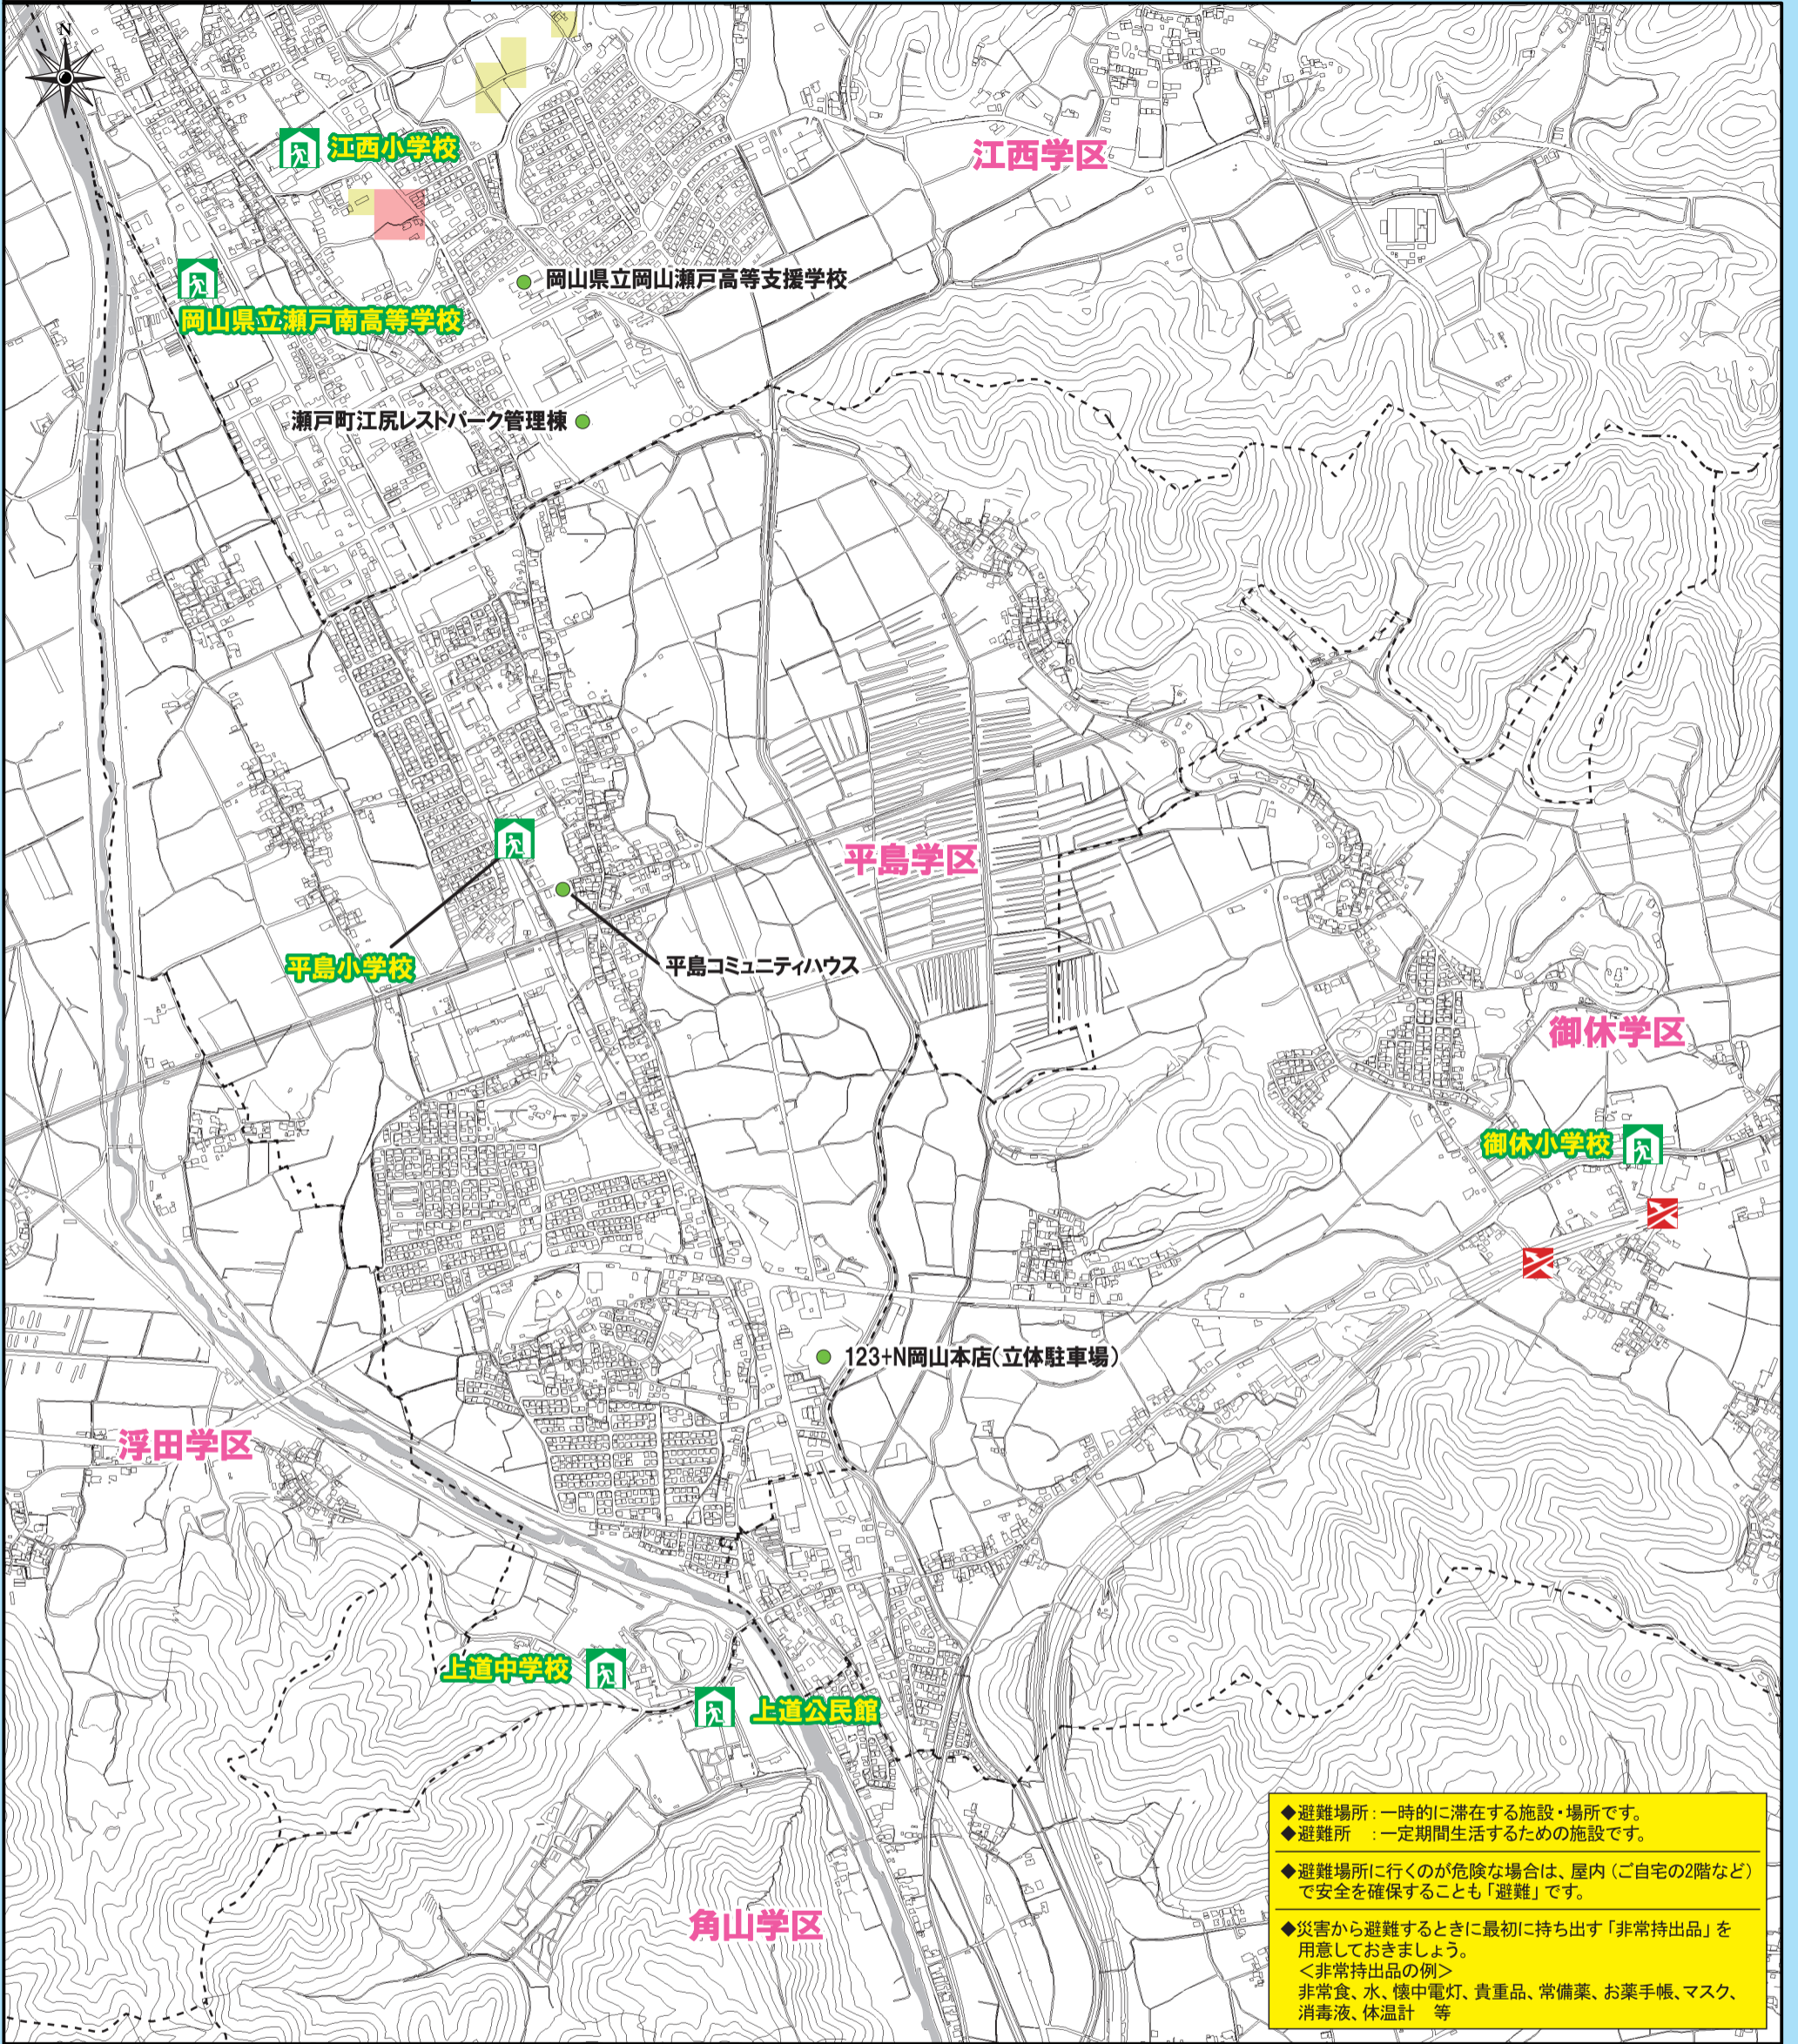 N
江西小学校
江西学区
岡山県立岡山瀬戸高等支援学校
岡山県立瀬戸南高等学校
瀬戸町江尻レストパーク管理棟
平島学区
平島小学校
平島コミュニティハウス
御休学区
御休小学校
123+N岡山本店(立体駐車場)
浮田学区
上道中学校
上道公民館
角山学区
◆避難場所:一時的に滞在する施設・場所です。
◆避難所 :一定期間生活するための施設です。
◆避難場所に行くのが危険な場合は、屋内(ご自宅の2階など)
で安全を確保することも「避難」です。
◆災害から避難するときに最初に持ち出す「非常持出品」を
用意しておきましょう。
<非常持出品の例>
非常食、水、懐中電灯、貴重品、常備薬、お薬手帳、マスク、
消毒液、体温計 等